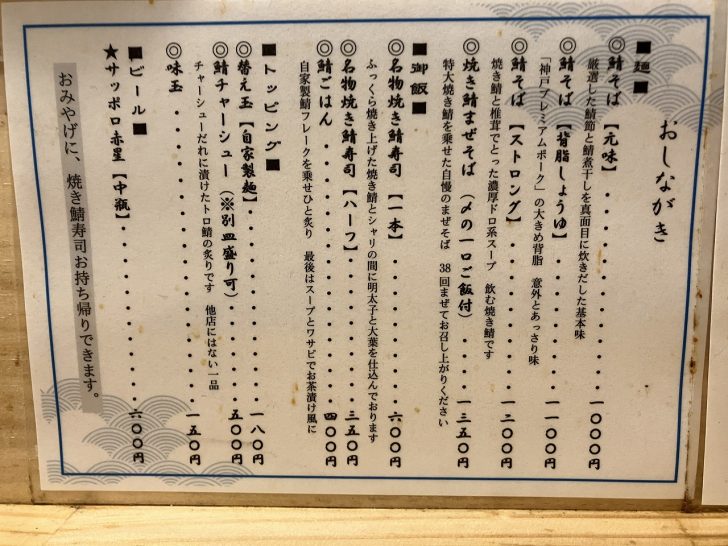 おしながき
■麺■
◎鯖そば【元味】・・・・・・・・・・一〇〇〇円
厳選した鯖節と鯖煮干しを真面目に炊きだした基本味
◎鯖そば【背脂しょうゆ】・・・・・・・一一〇〇円
「神戸プレミアムポーク」の大きめ背脂 意外とあっさり味
◎鯖そば【ストロング】・・・・・・・・一二〇〇円
焼き鯖と椎茸でとった濃厚ドロ系スープ 飲む焼き鯖です
◎焼き鯖まぜそば(〆の一口ご飯付)・・・・一三五〇円
特大焼き鯖を乗せた自慢のまぜそば 38回まぜてお召し上がりください
■御飯■
◎名物焼き鯖寿司【一本】・・・・・・・・六〇〇円
ふっくら焼き上げた焼き鯖とシャリの間に明太子と大葉を仕込んでおります
◎名物焼き鯖寿司【ハーフ】・・・・・・・三五〇円
◎鯖ごはん・・・・・・・・・・・・四〇〇円
自家製鯖フレークを乗せひと炙り 最後はスープとワサビでお茶漬け風に
■トッピング■
◎替え玉【自家製麺】・・・・・・・・・一八〇円
◎鯖チャーシュー(※別皿盛り可)・・・・・五〇〇円
チャーシューだれに漬けたトロ鯖の炙りです 他店にはない一品
◎味玉・・・・・・・・・・・・・・一五〇円
■ビール■
★サッポロ赤星【中瓶】・・・・・・・・六〇〇円
おみやげに、焼き鯖寿司お持ち帰りできます。